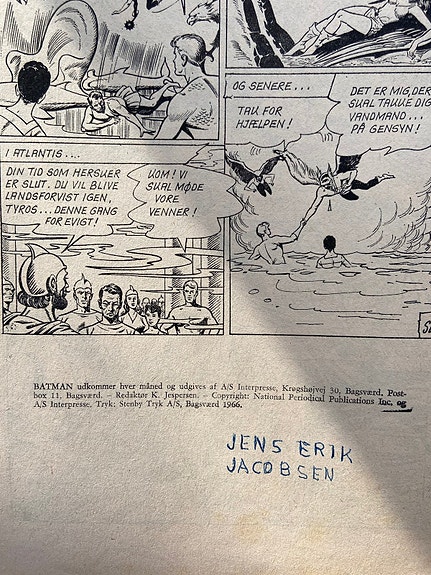 OG SENERE...
TAK FOR
HJÆLPEN!
DET ER MIG, DER
SKAL TAKKE DIG,
VANDMAND...
PÅ GENSYN!
I ATLANTIS...
DIN TID SOM HERSKER
ER SLUT. DU VIL BLIVE
LANDSFORVIST IGEN,
TYROS... DENNE GANG
FOR EVIGT!
KOM! VI
SKAL MØDE
VORE
VENNER!
BATMAN udkommer hver måned og udgives af A/S Interpresse, Krogshøjvej 30, Bagsværd, Post-
box 11, Bagsværd. – Redaktør K. Jespersen. – Copyright: National Periodical Publications Inc. og
A/S Interpresse, Tryk: Stenby Tryk A/S, Bagsværd 1966.
JENS ERIK
JACOBSEN